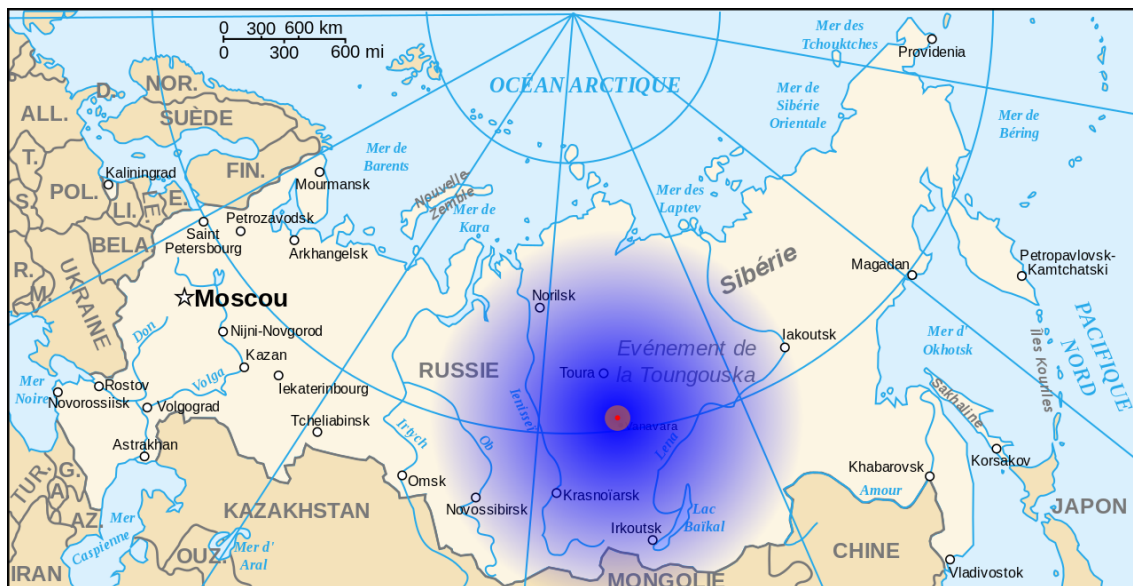 0 300 600 km
0 300 600 mi
Mer des
Tchouktches
Providenia
NOR.
D.
OCÉAN ARCTIQUE
Mer de
Sibérie
Orientale
ALL.
SUÈDE
Mer de
Béring
T.
Mer de
Barents
Kaliningrad
FIN.
Mourmansk
POL.
Nouvelle
Zemble
Mer des
Laptev
S.
LI.
LE.
E.
Mer de
Kara
Petrozavodsk
Saint
Petersbourg
BELA.
Arkhangelsk
Sibérie
R.
Magadan
Petropavlovsk-
Kamtchatski
M.
UKRAINE
Moscou
Norilsk
Don
Nijni-Novgorod
Mer d'
Okhotsk
PACIFIQUE
NORD
Îles Kouriles
Iakoutsk
Evénement de
la Toungouska
Kazan
RUSSIE
Toura
Mer
Noire
Rostov
Volga
Iekaterinbourg
Novorossiisk
Volgograd
Ienisseï
Sakhaline
Tcheliabinsk
Vanavara
Irtych
Ob
Lena
Astrakhan
Korsakov
TUR.
G.
A.
Omsk
Khabarovsk
Amour
KAZAKHSTAN
Novossibirsk
Krasnoïarsk
JAPON
AZ.
Mer
Caspienne
Lac
Baïkal
Irkoutsk
OUZ.
Mer d'
Aral
CHINE
IRAN
MONGOLIE
Vladivostok